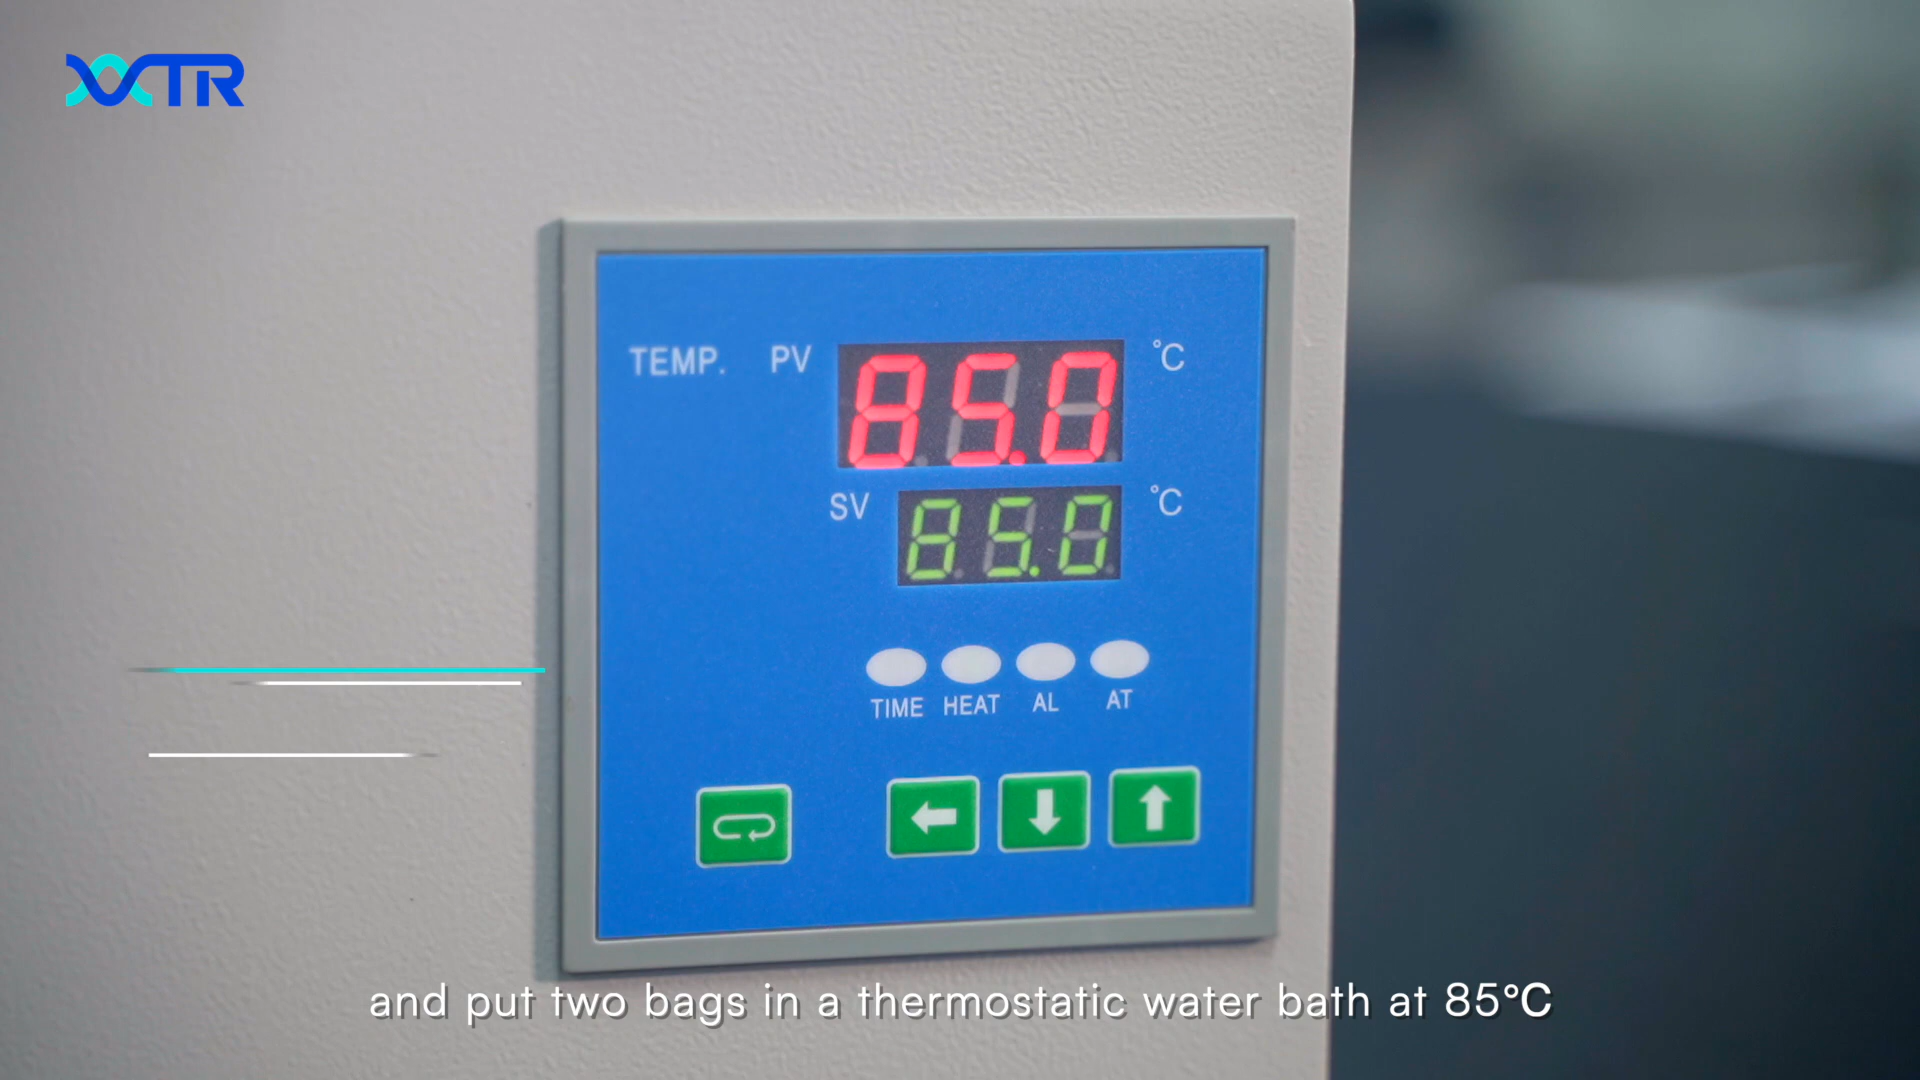 XTR
TEMP. PV 85.0 °C
SV 85.0 °C
TIME HEAT AL AT
and put two bags in a thermostatic water bath at 85°C